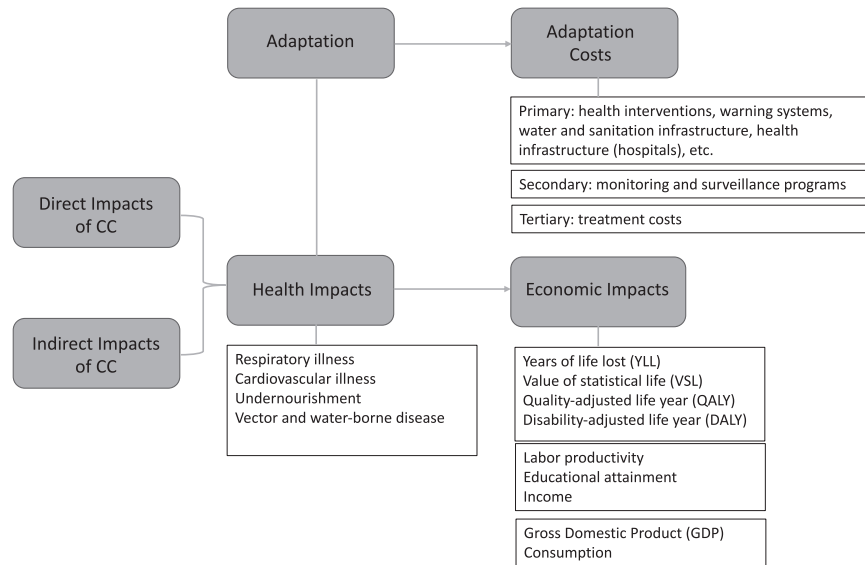 Adaptation
Adaptation
Costs
Primary: health interventions, warning systems,
water and sanitation infrastructure, health
infrastructure (hospitals), etc.
Secondary: monitoring and surveillance programs
Tertiary: treatment costs
Direct Impacts
of CC
Indirect Impacts
of CC
Health Impacts
Respiratory illness
Cardiovascular illness
Undernourishment
Vector and water-borne disease
Economic Impacts
Years of life lost (YLL)
Value of statistical life (VSL)
Quality-adjusted life year (QALY)
Disability-adjusted life year (DALY)
Labor productivity
Educational attainment
Income
Gross Domestic Product (GDP)
Consumption